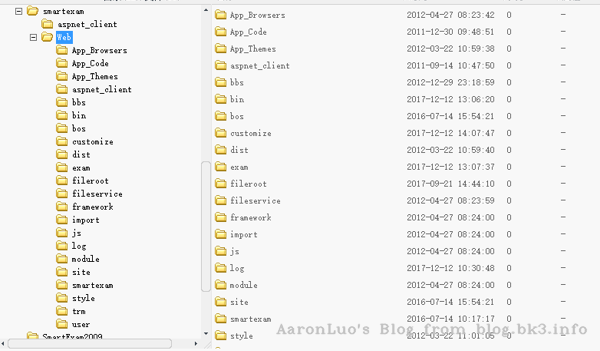 smartexam
aspnet_client
Web
App_Browsers
App_Code
App_Themes
aspnet_client
bbs
bin
bos
customize
dist
exam
fileroot
fileservice
framework
import
js
log
module
site
smartexam
style
trm
user
SmartExam2009
App_Browsers 2012-04-27 08:23:42 0 -
App_Code 2011-12-30 09:48:51 0 -
App_Themes 2012-03-22 10:59:38 0 -
aspnet_client 2011-09-14 10:47:50 0 -
bbs 2012-12-29 23:18:59 0 -
bin 2017-12-12 13:06:20 0 -
bos 2016-07-14 15:54:21 0 -
customize 2017-12-12 14:07:47 0 -
dist 2012-03-22 10:59:40 0 -
exam 2017-12-12 13:07:37 0 -
fileroot 2017-09-21 14:44:10 0 -
fileservice 2012-04-27 08:23:59 0 -
framework 2012-04-27 08:24:00 0 -
import 2012-04-27 08:24:00 0 -
js 2012-04-27 08:24:00 0 -
log 2017-12-12 10:30:48 0 -
module 2012-04-27 08:24:00 0 -
site 2016-07-14 15:54:21 0 -
smartexam 2016-07-14 10:17:17 0 -
style 2012-03-22 11:01:05 0 -
AaronLuo's Blog from blog.bk3.info